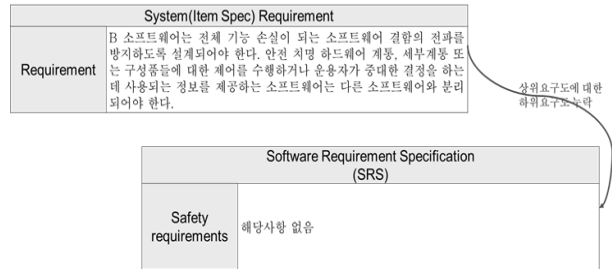 System(Item Spec) Requirement
Requirement
B 소프트웨어는 전체 기능 손실이 되는 소프트웨어 결함의 전파를
방지하도록 설계되어야 한다. 안전 치명 하드웨어 계통, 세부계통 또
는 구성품들에 대한 제어를 수행하거나 운용자가 중대한 결정을 하는
데 사용되는 정보를 제공하는 소프트웨어는 다른 소프트웨어와 분리
되어야 한다.
상위요구도에 대한
하위요구도 누락
Software Requirement Specification
(SRS)
Safety
requirements
해당사항 없음